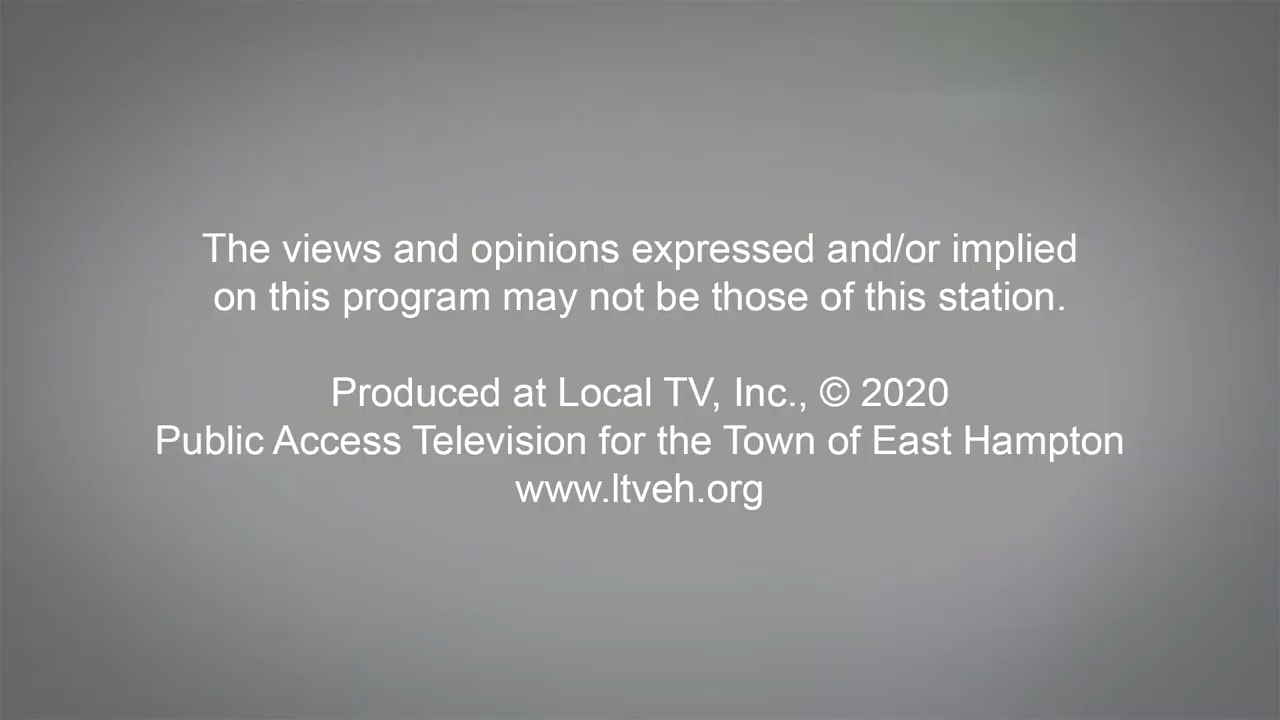 The views and opinions expressed and/or implied
on this program may not be those of this station.
Produced at Local TV, Inc., © 2020
Public Access Television for the Town of East Hampton
www.ltveh.org